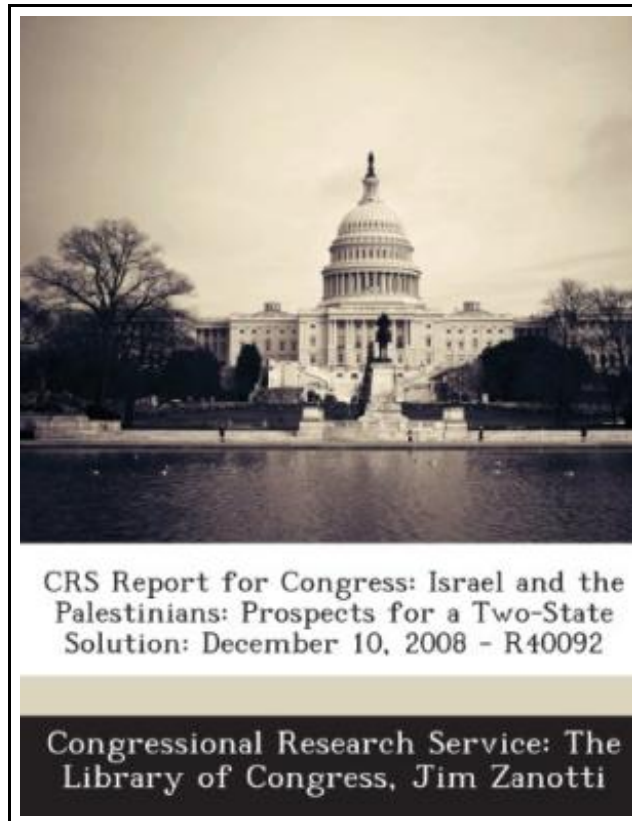 CRS Report for Congress: Israel and the
Palestinians: Prospects for a Two-State
Solution: December 10, 2008 - R40092
Congressional Research Service: The
Library of Congress, Jim Zanotti